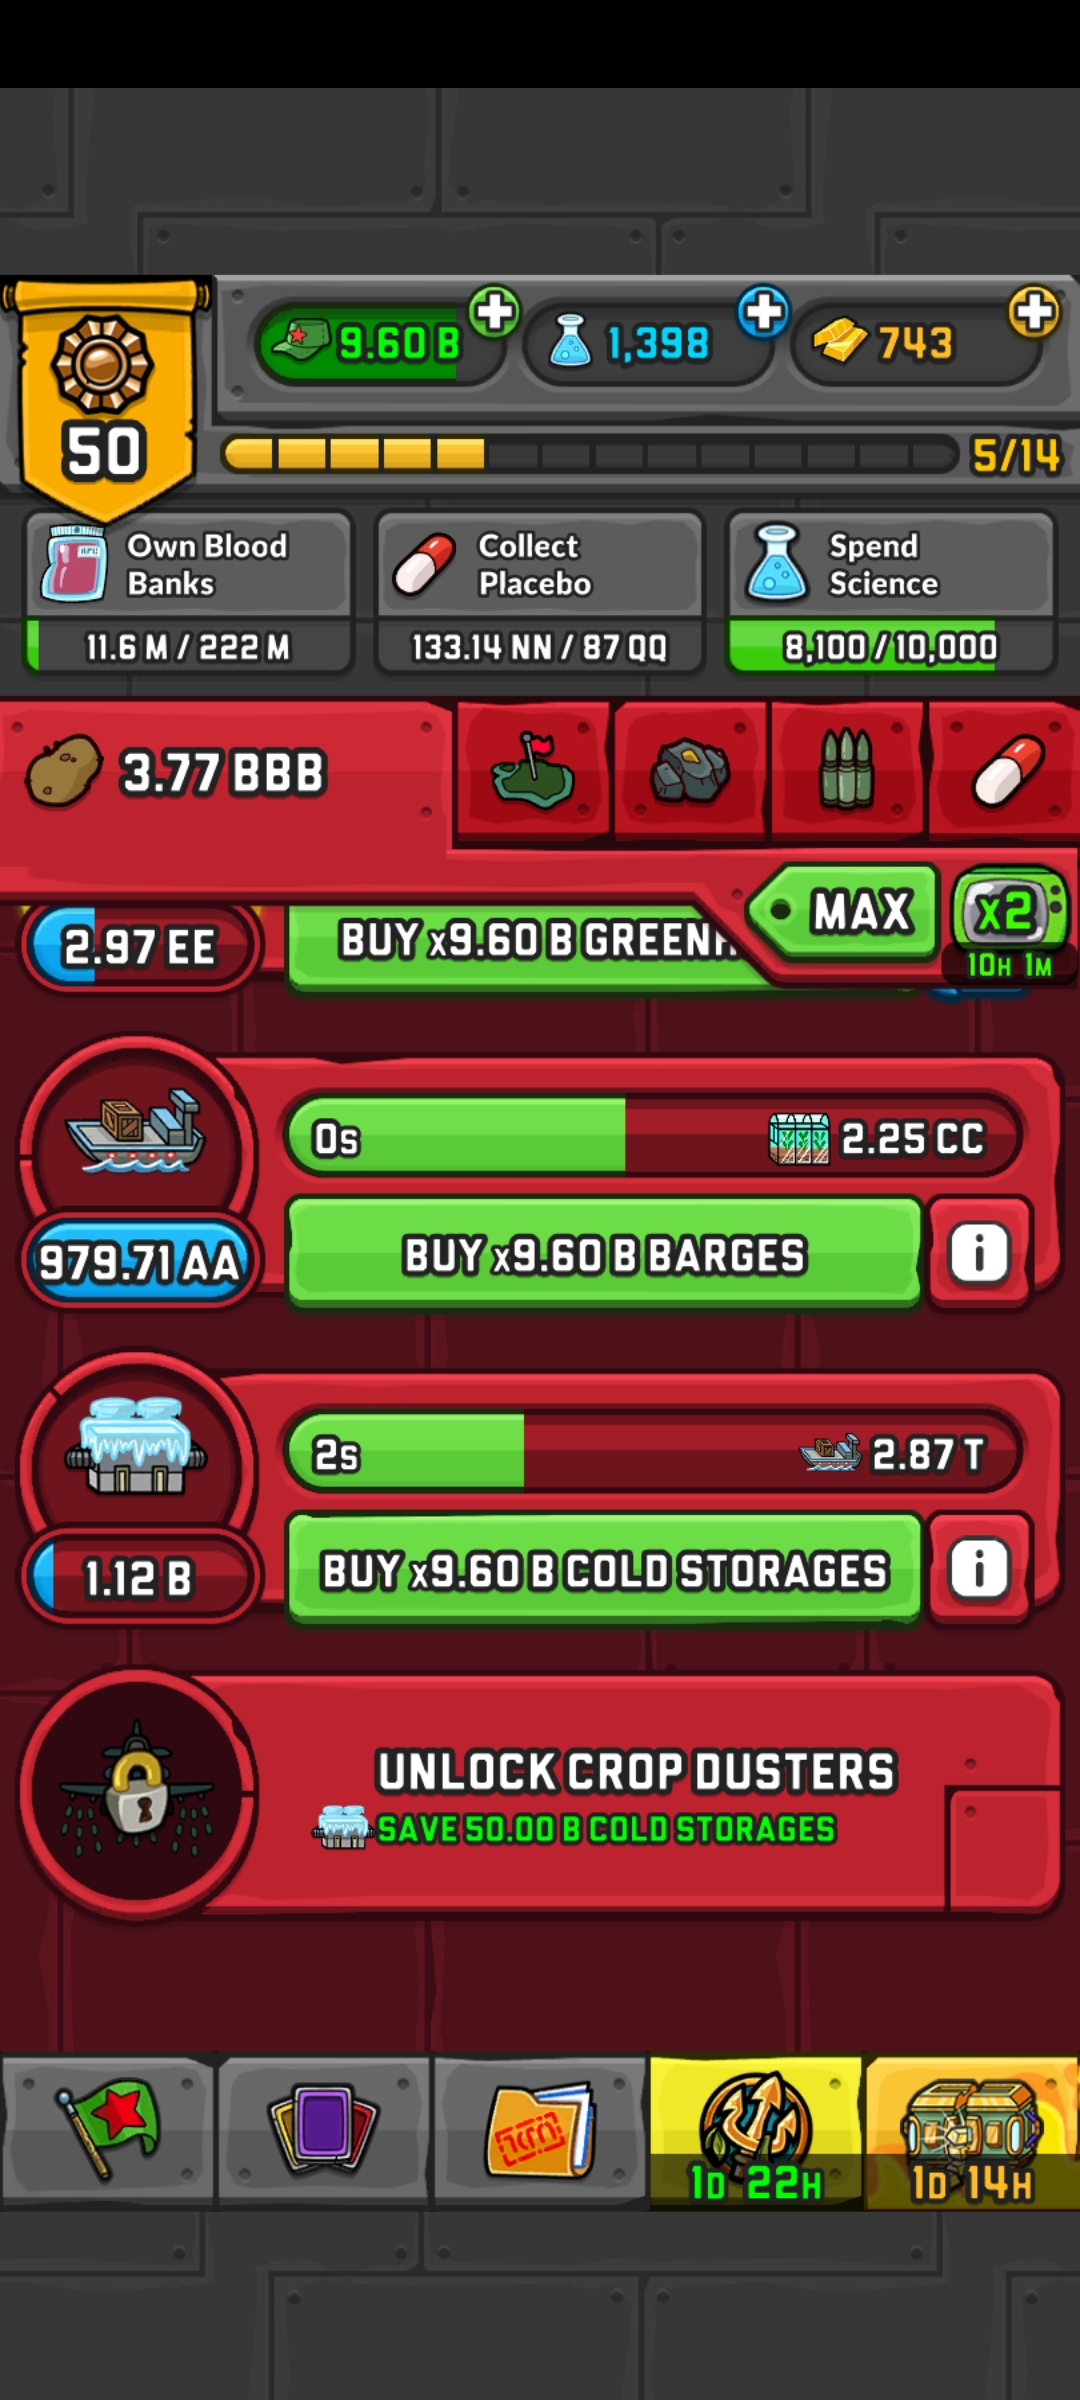 9.60 B
1,398
743
50
5/14
Own Blood
Banks
11.6 M / 222 M
Collect
Placebo
133.14 NN / 87 QQ
Spend
Science
8,100 / 10,000
3.77 BBB
MAX
x2
10H 1M
2.97 EE
BUY x9.60 B GREENH
0s
2.25 CC
979.71 AA
BUY x9.60 B BARGES
i
2s
2.87 T
1.12 B
BUY x9.60 B COLD STORAGES
i
UNLOCK CROP DUSTERS
SAVE 50.00 B COLD STORAGES
1D 22H
1D 14H